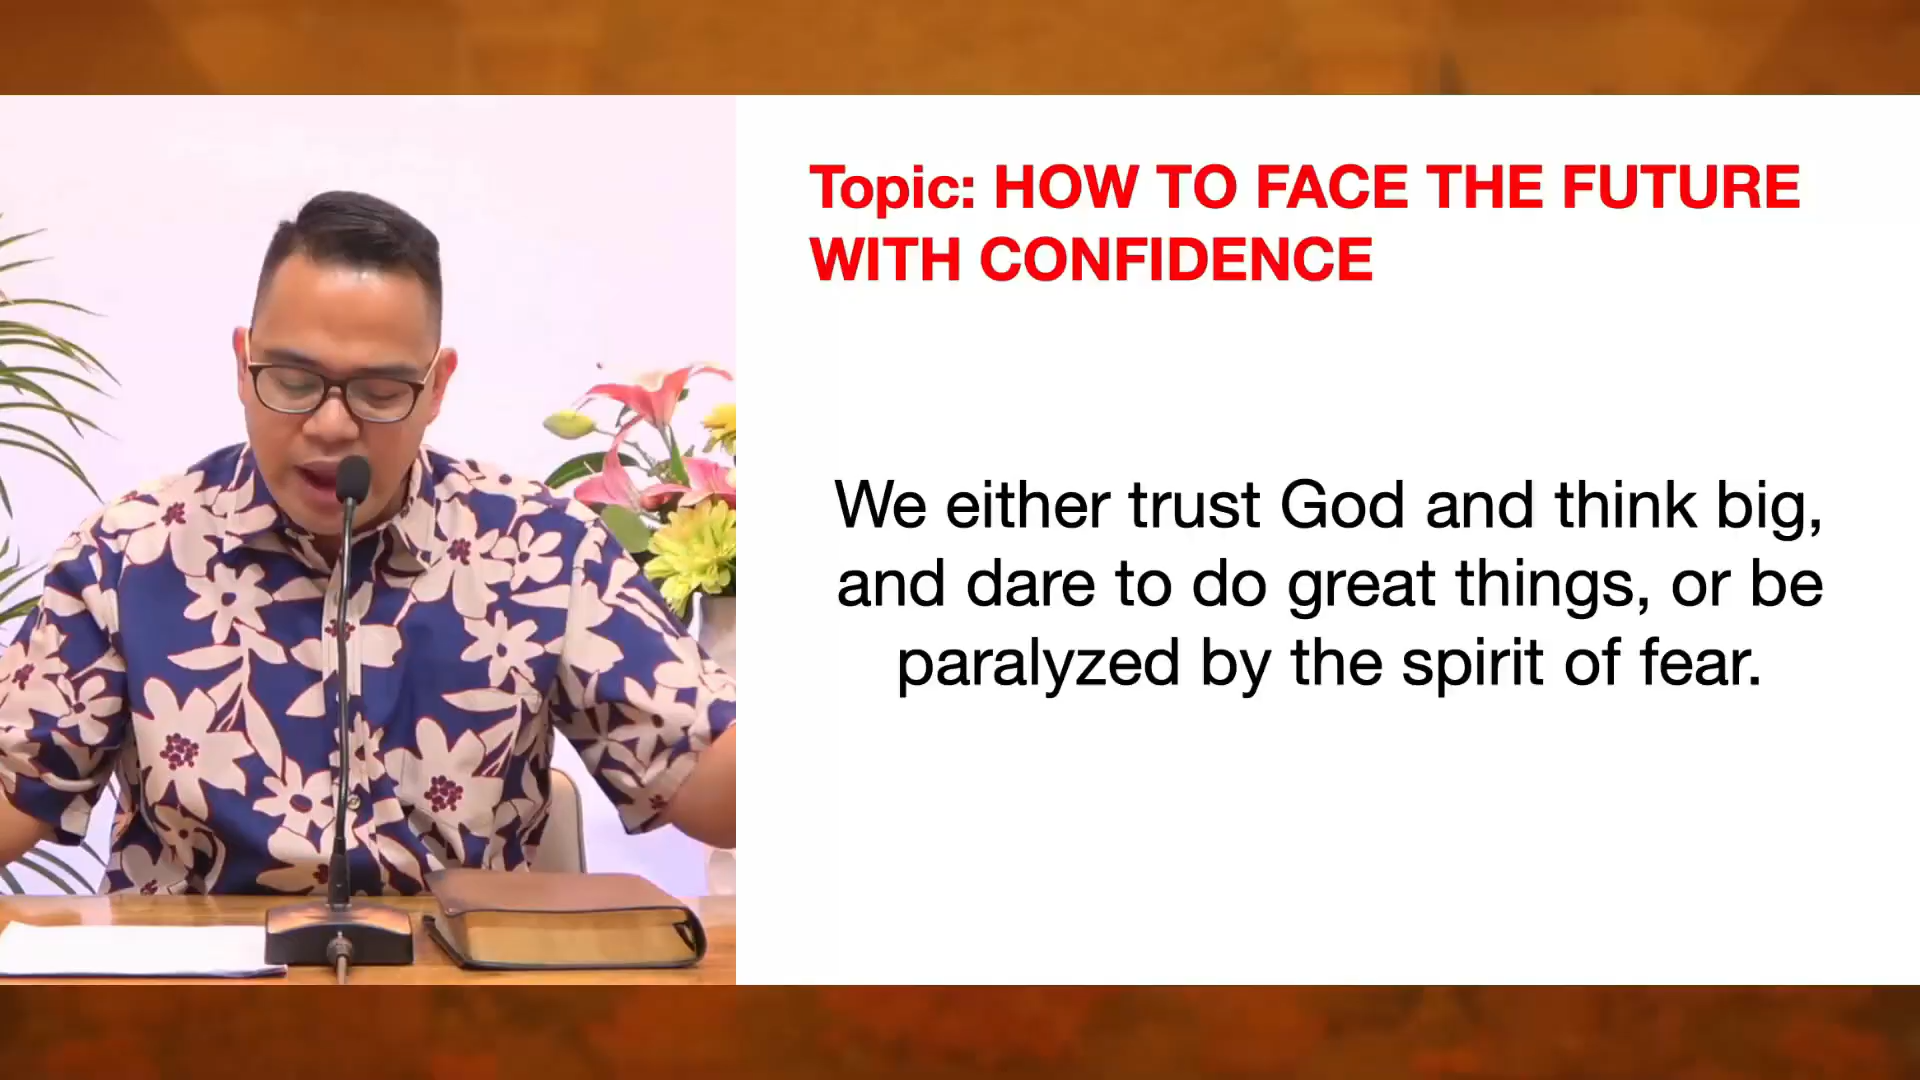 Topic: HOW TO FACE THE FUTURE
WITH CONFIDENCE
We either trust God and think big,
and dare to do great things, or be
paralyzed by the spirit of fear.